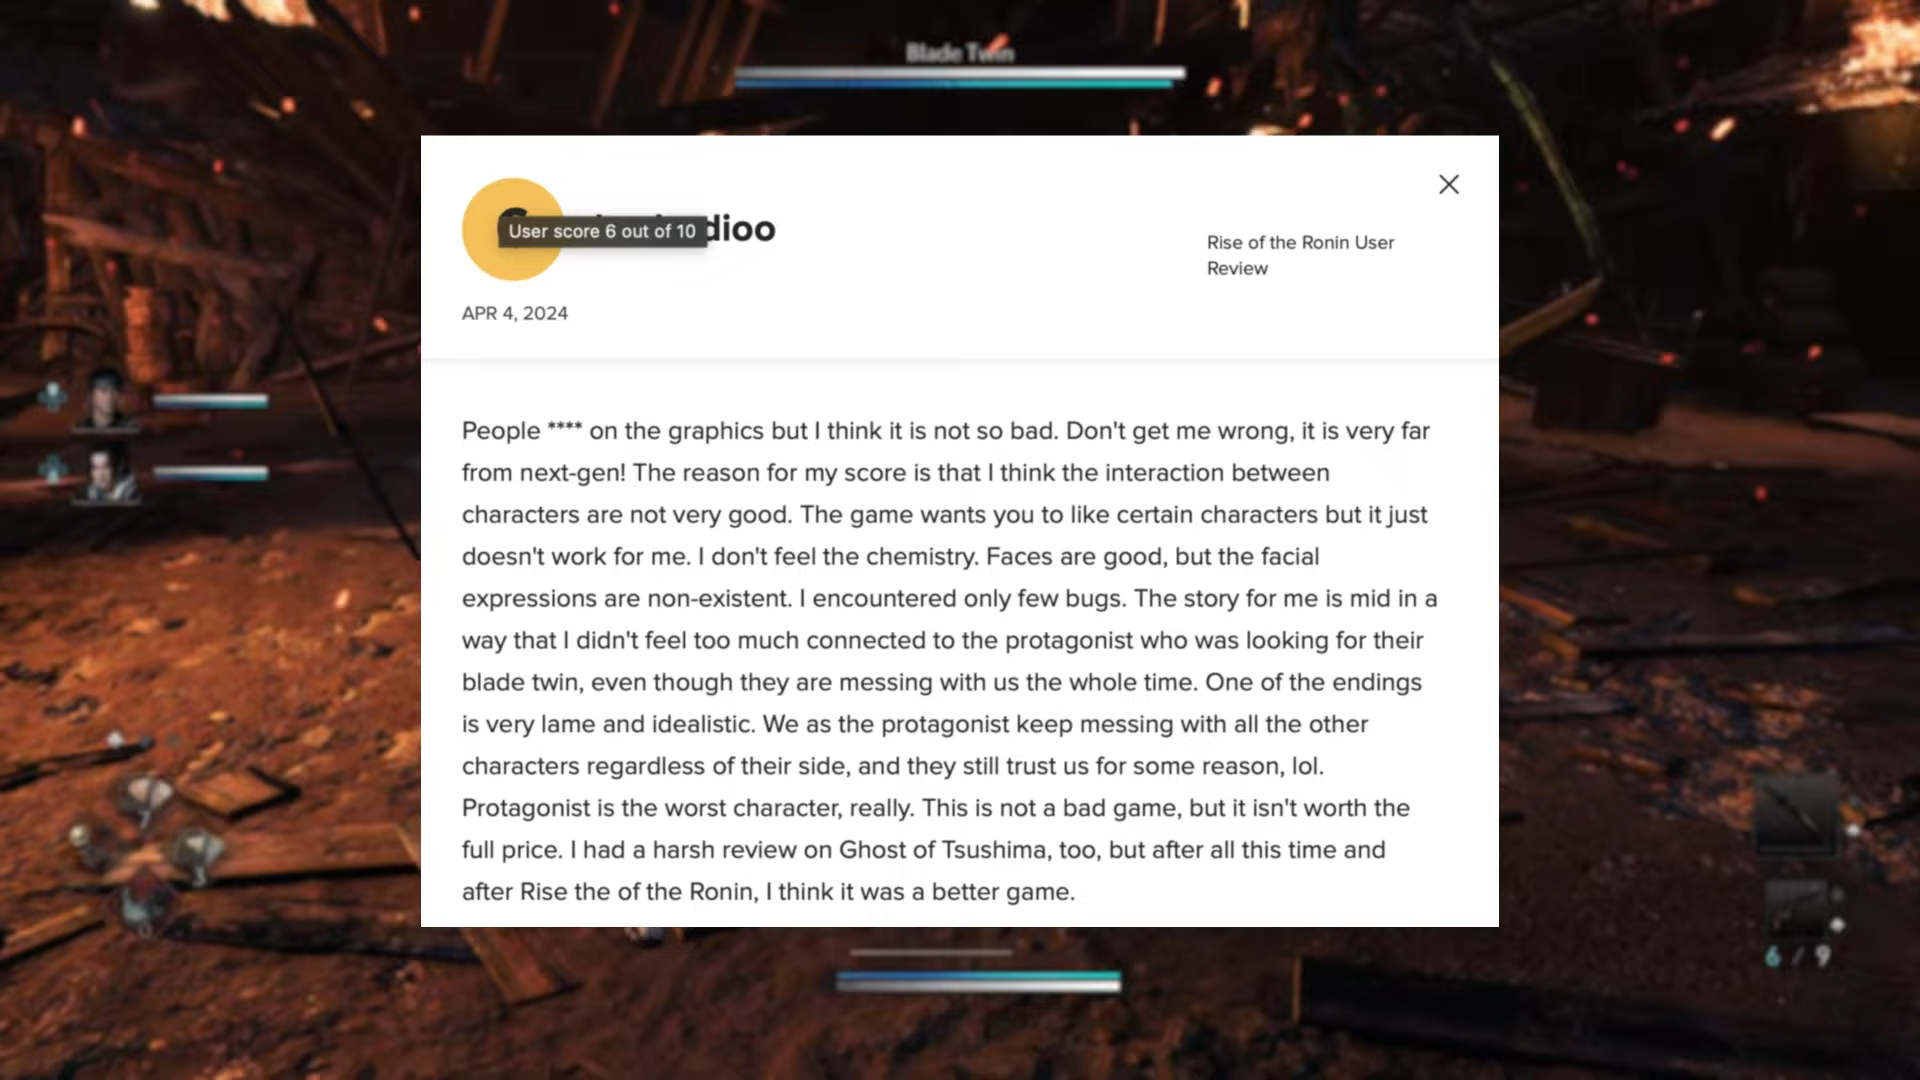 Blade Twin
User score 6 out of 10
dioo
Rise of the Ronin User
Review
APR 4, 2024
People **** on the graphics but I think it is not so bad. Don't get me wrong, it is very far
from next-gen! The reason for my score is that I think the interaction between
characters are not very good. The game wants you to like certain characters but it just
doesn't work for me. I don't feel the chemistry. Faces are good, but the facial
expressions are non-existent. I encountered only few bugs. The story for me is mid in a
way that I didn't feel too much connected to the protagonist who was looking for their
blade twin, even though they are messing with us the whole time. One of the endings
is very lame and idealistic. We as the protagonist keep messing with all the other
characters regardless of their side, and they still trust us for some reason, lol.
Protagonist is the worst character, really. This is not a bad game, but it isn't worth the
full price. I had a harsh review on Ghost of Tsushima, too, but after all this time and
after Rise the of the Ronin, I think it was a better game.
6 / 9